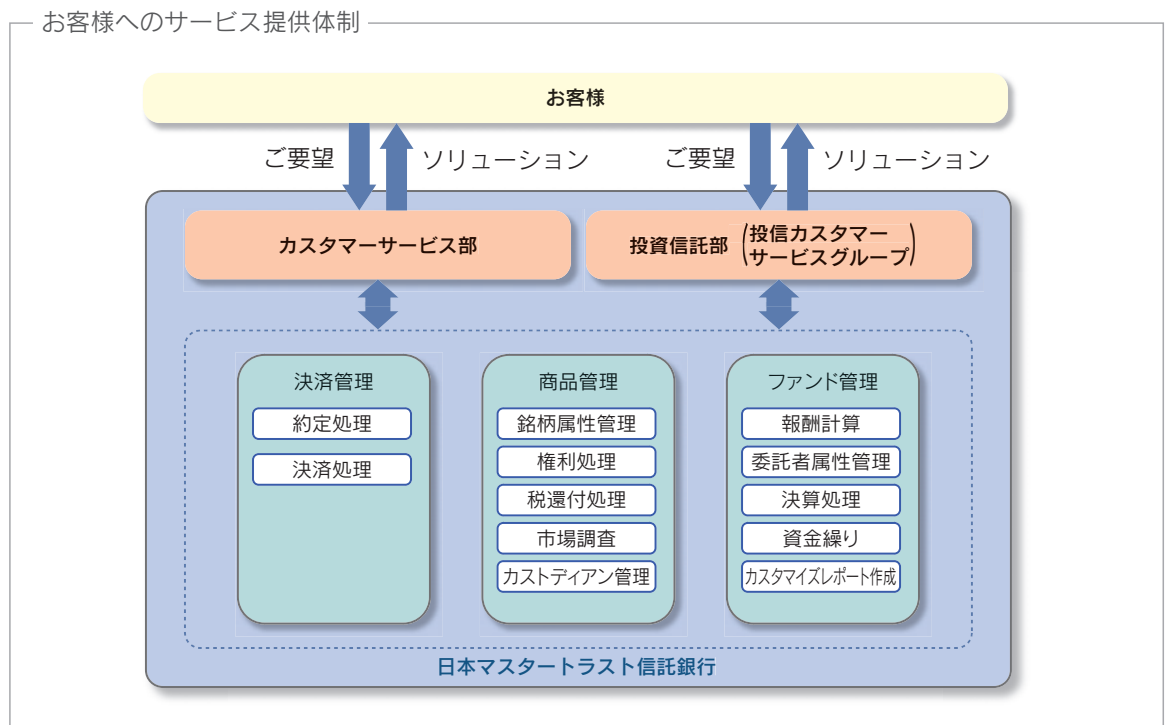 お客様へのサービス提供体制
お客様
ご要望
ソリューション
ご要望
ソリューション
カスタマーサービス部
投資信託部 (投信カスタマー
サービスグループ)
決済管理
約定処理
決済処理
商品管理
銘柄属性管理
権利処理
税還付処理
市場調査
カストディアン管理
ファンド管理
報酬計算
委託者属性管理
決算処理
資金繰り
カスタマイズレポート作成
日本マスタートラスト信託銀行